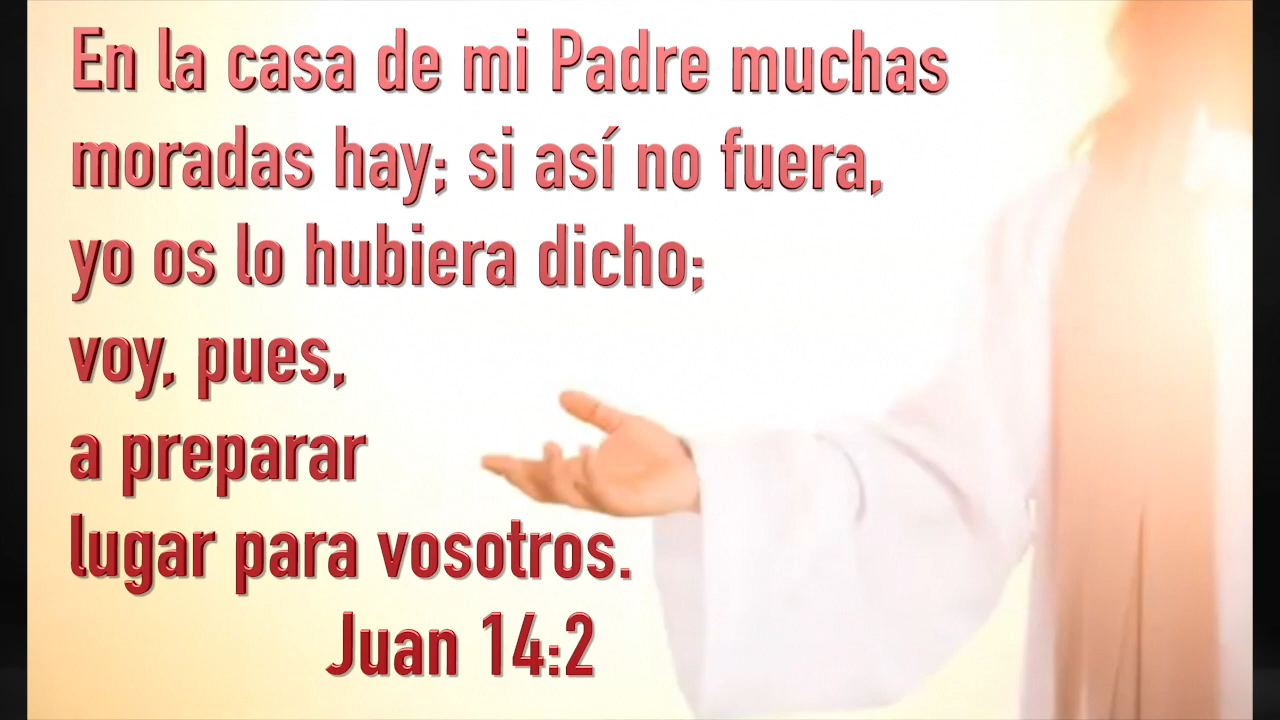 En la casa de mi Padre muchas
moradas hay; si así no fuera,
yo os lo hubiera dicho;
voy, pues,
a preparar
lugar para vosotros.
Juan 14:2